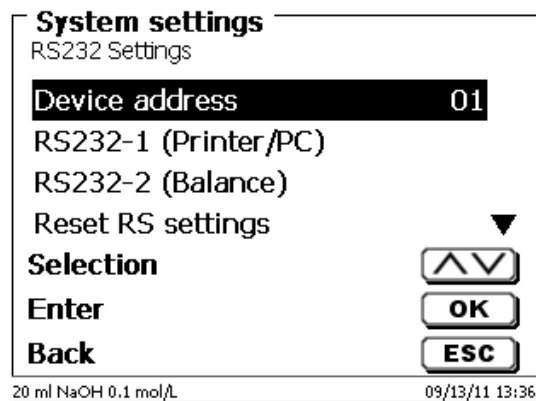 System settings
RS232 Settings
Device address 01
RS232-1 (Printer/PC)
RS232-2 (Balance)
Reset RS settings
Selection
Enter OK
Back ESC
20 ml NaOH 0.1 mol/L 09/13/11 13:36